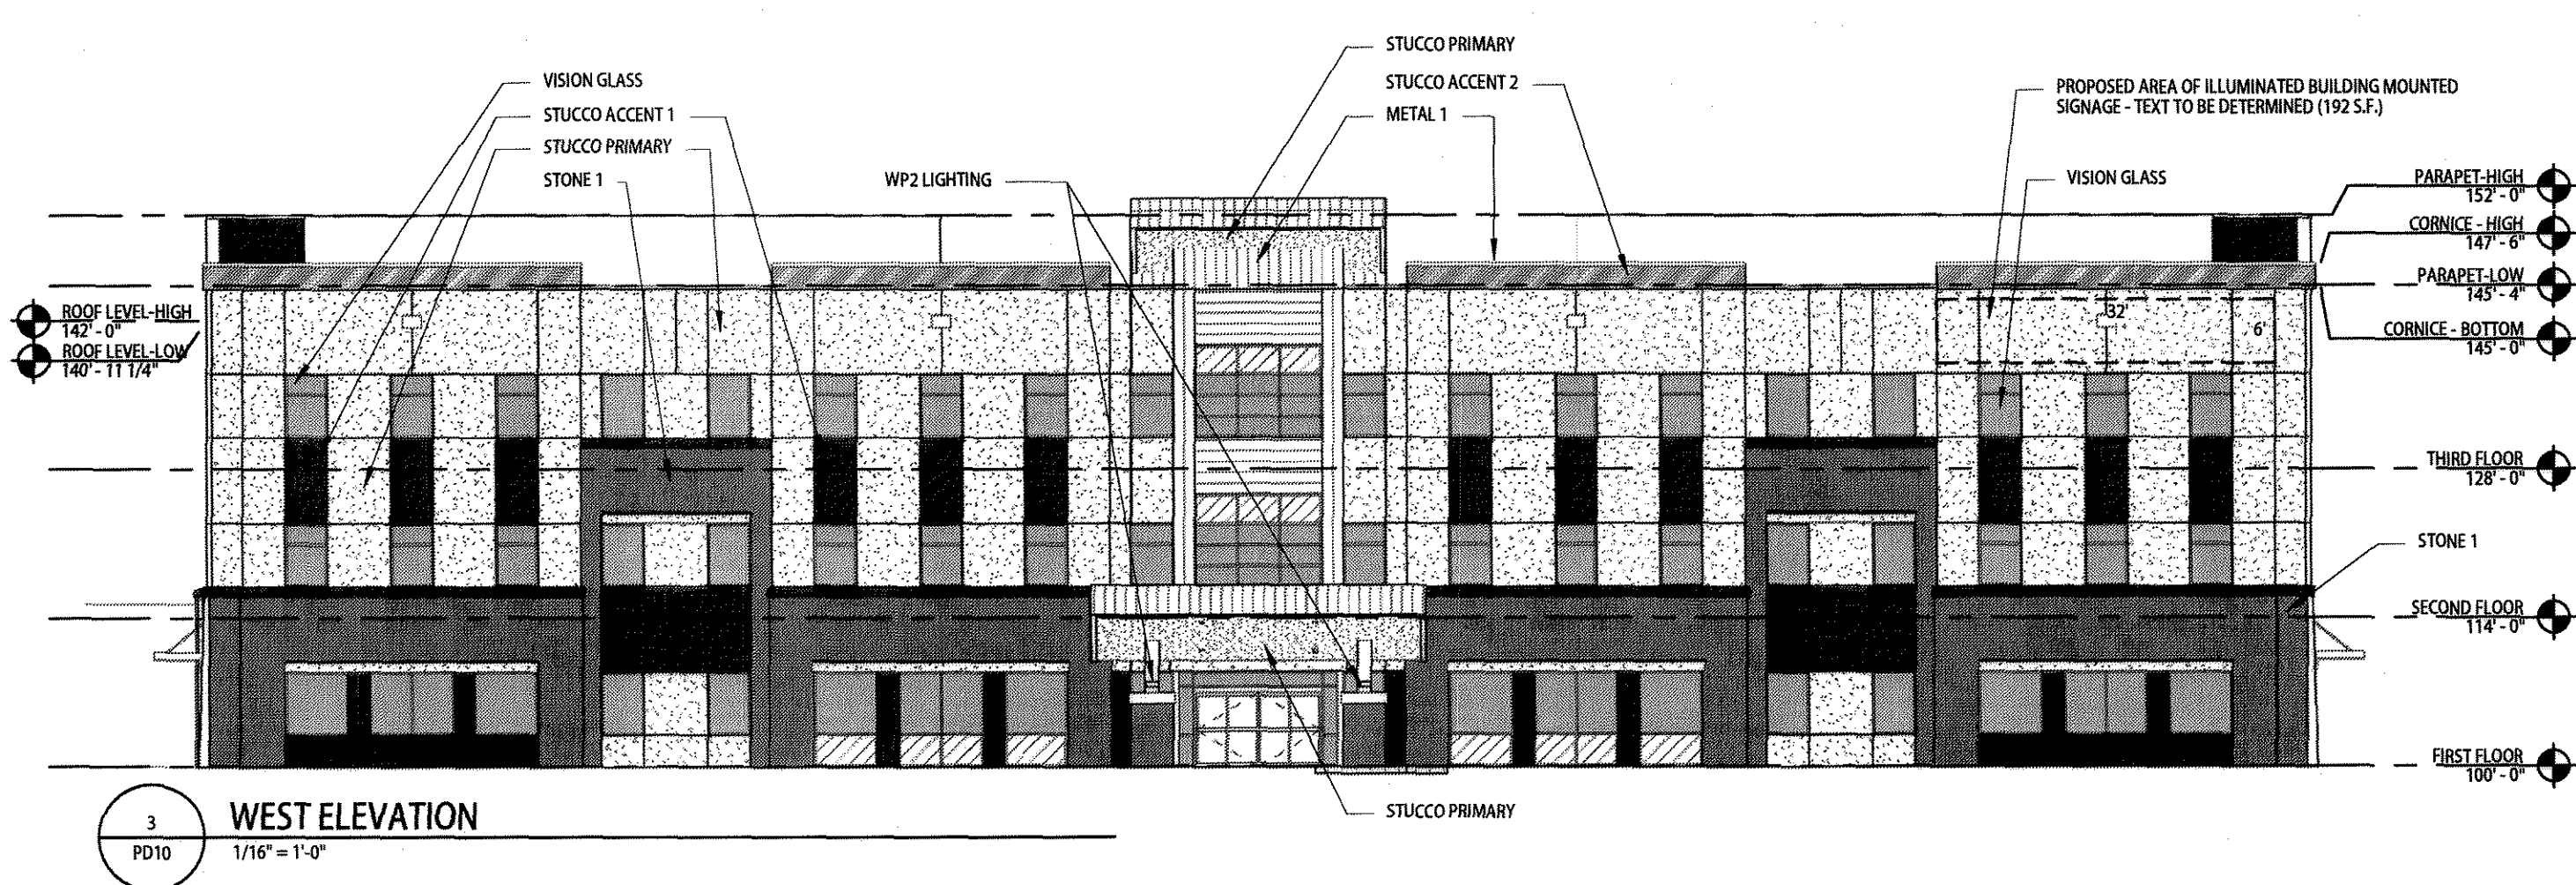 STUCCO PRIMARY
VISION GLASS
STUCCO ACCENT 2
PROPOSED AREA OF ILLUMINATED BUILDING MOUNTED
SIGNAGE - TEXT TO BE DETERMINED (192 S.F.)
STUCCO ACCENT 1
METAL 1
STUCCO PRIMARY
STONE 1
WP2 LIGHTING
VISION GLASS
PARAPET-HIGH
152' - 0"
CORNICE - HIGH
147' - 6"
PARAPET-LOW
145' - 4"
ROOF LEVEL-HIGH
142' - 0"
32'
6'
CORNICE - BOTTOM
145' - 0"
ROOF LEVEL-LOW
140' - 11 1/4"
THIRD FLOOR
128' - 0"
STONE 1
SECOND FLOOR
114' - 0"
FIRST FLOOR
100' - 0"
STUCCO PRIMARY
3
PD10
WEST ELEVATION
1/16" = 1'-0"